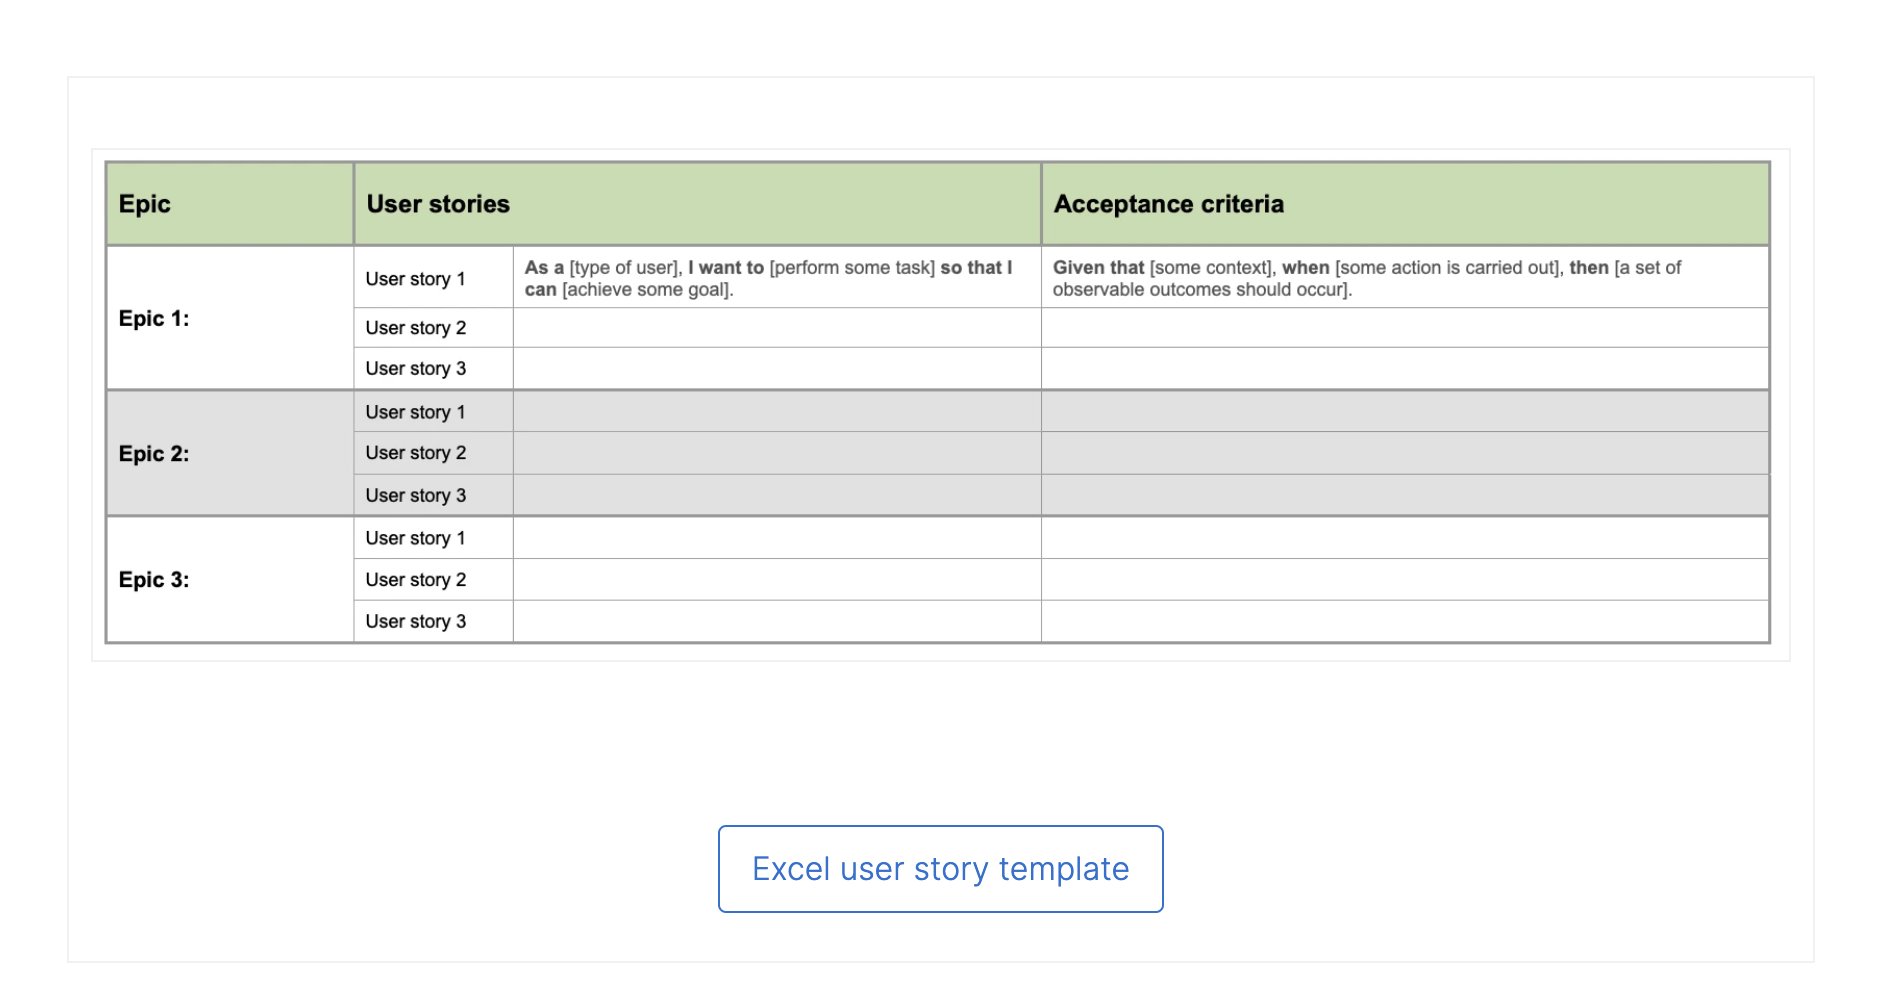 Epic
User stories
Acceptance criteria
Epic 1:
User story 1
As a [type of user], I want to [perform some task] so that I
can [achieve some goal].
Given that [some context], when [some action is carried out], then [a set of
observable outcomes should occur].
User story 2
User story 3
Epic 2:
User story 1
User story 2
User story 3
Epic 3:
User story 1
User story 2
User story 3
Excel user story template